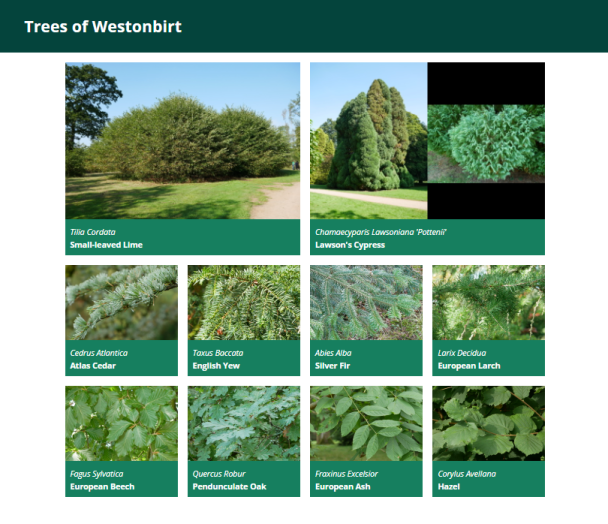 Trees of Westonbirt
Tilia Cordata
Small-leaved Lime
Chamaecyparis Lawsoniana 'Pottenii'
Lawson's Cypress
Cedrus Atlantica
Atlas Cedar
Taxus Baccata
English Yew
Abies Alba
Silver Fir
Larix Decidua
European Larch
Fagus Sylvatica
European Beech
Quercus Robur
Pendunculate Oak
Fraxinus Excelsior
European Ash
Corylus Avellana
Hazel